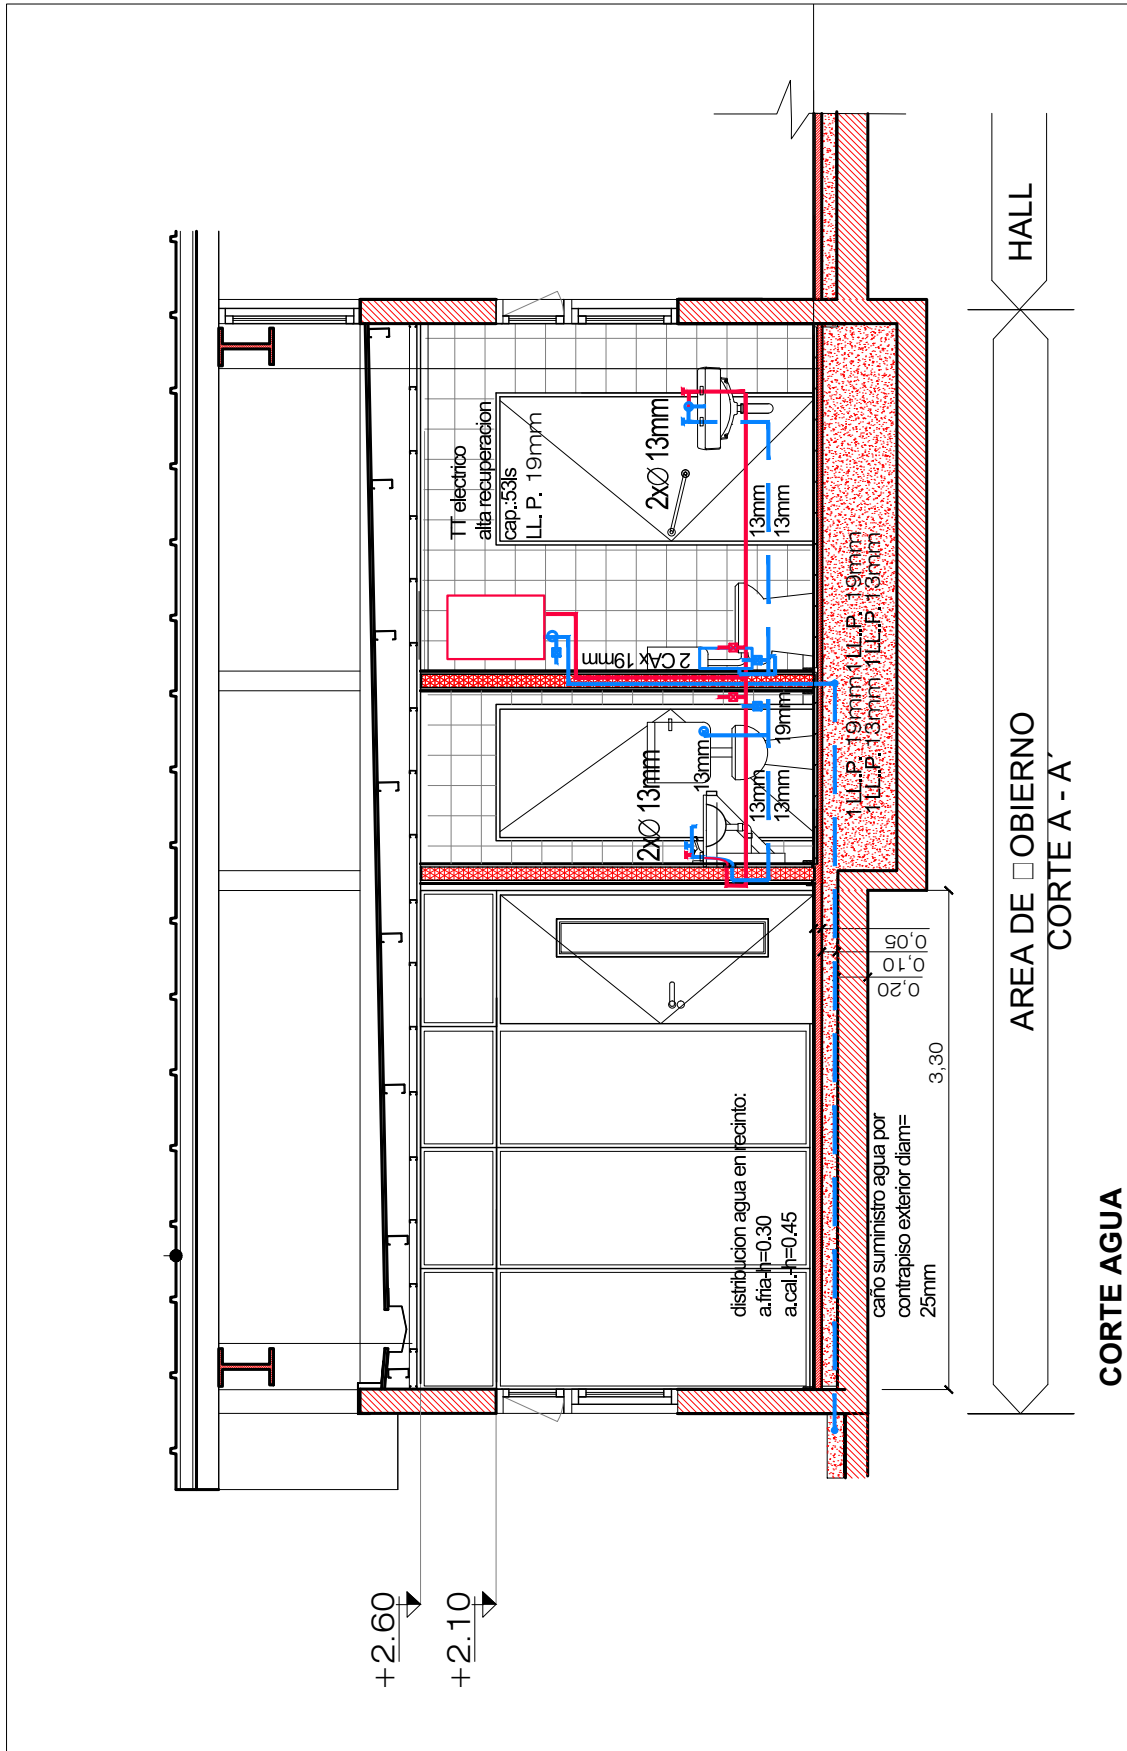 +2.60
+2.10
TT electrico
alta recuperacion
cap.:53ls
LL. P. 19mm
2xØ 13mm
2xØ 13mm
2 CAx 19mm
13mm
13mm
13mm
19mm
13mm
13mm
1 LL.P. 19mm 1 LL.P. 19mm
1 LL.P. 13mm 1 LL.P. 13mm
distribucion agua en recinto:
a.fria-h=0.30
a.cal.-h=0.45
0,05
0,10
0,20
3,30
caño suministro agua por
contrapiso exterior diam=
25mm
HALL
AREA DE □OBIERNO
CORTE A - A´
CORTE AGUA